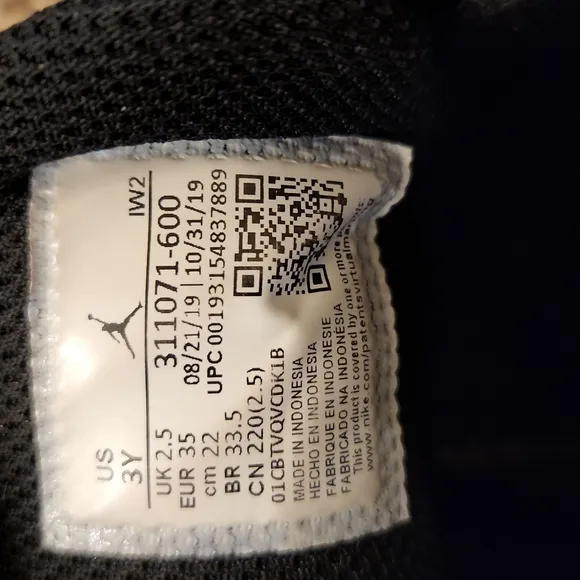 US
3Y
IW2
UK 2.5
311071-600
EUR 35
08/21/19 | 10/31/19
cm 22
UPC 00193154837889
BR 33.5
CN 220(2.5)
01CBTVQVCDK1B
MADE IN INDONESIA
HECHO EN INDONESIA
FABRIQUE EN INDONESIE
FABRICADO NA INDONÉSIA
This product is covered by one or more
www.nike.com/patentsvirtualmarking